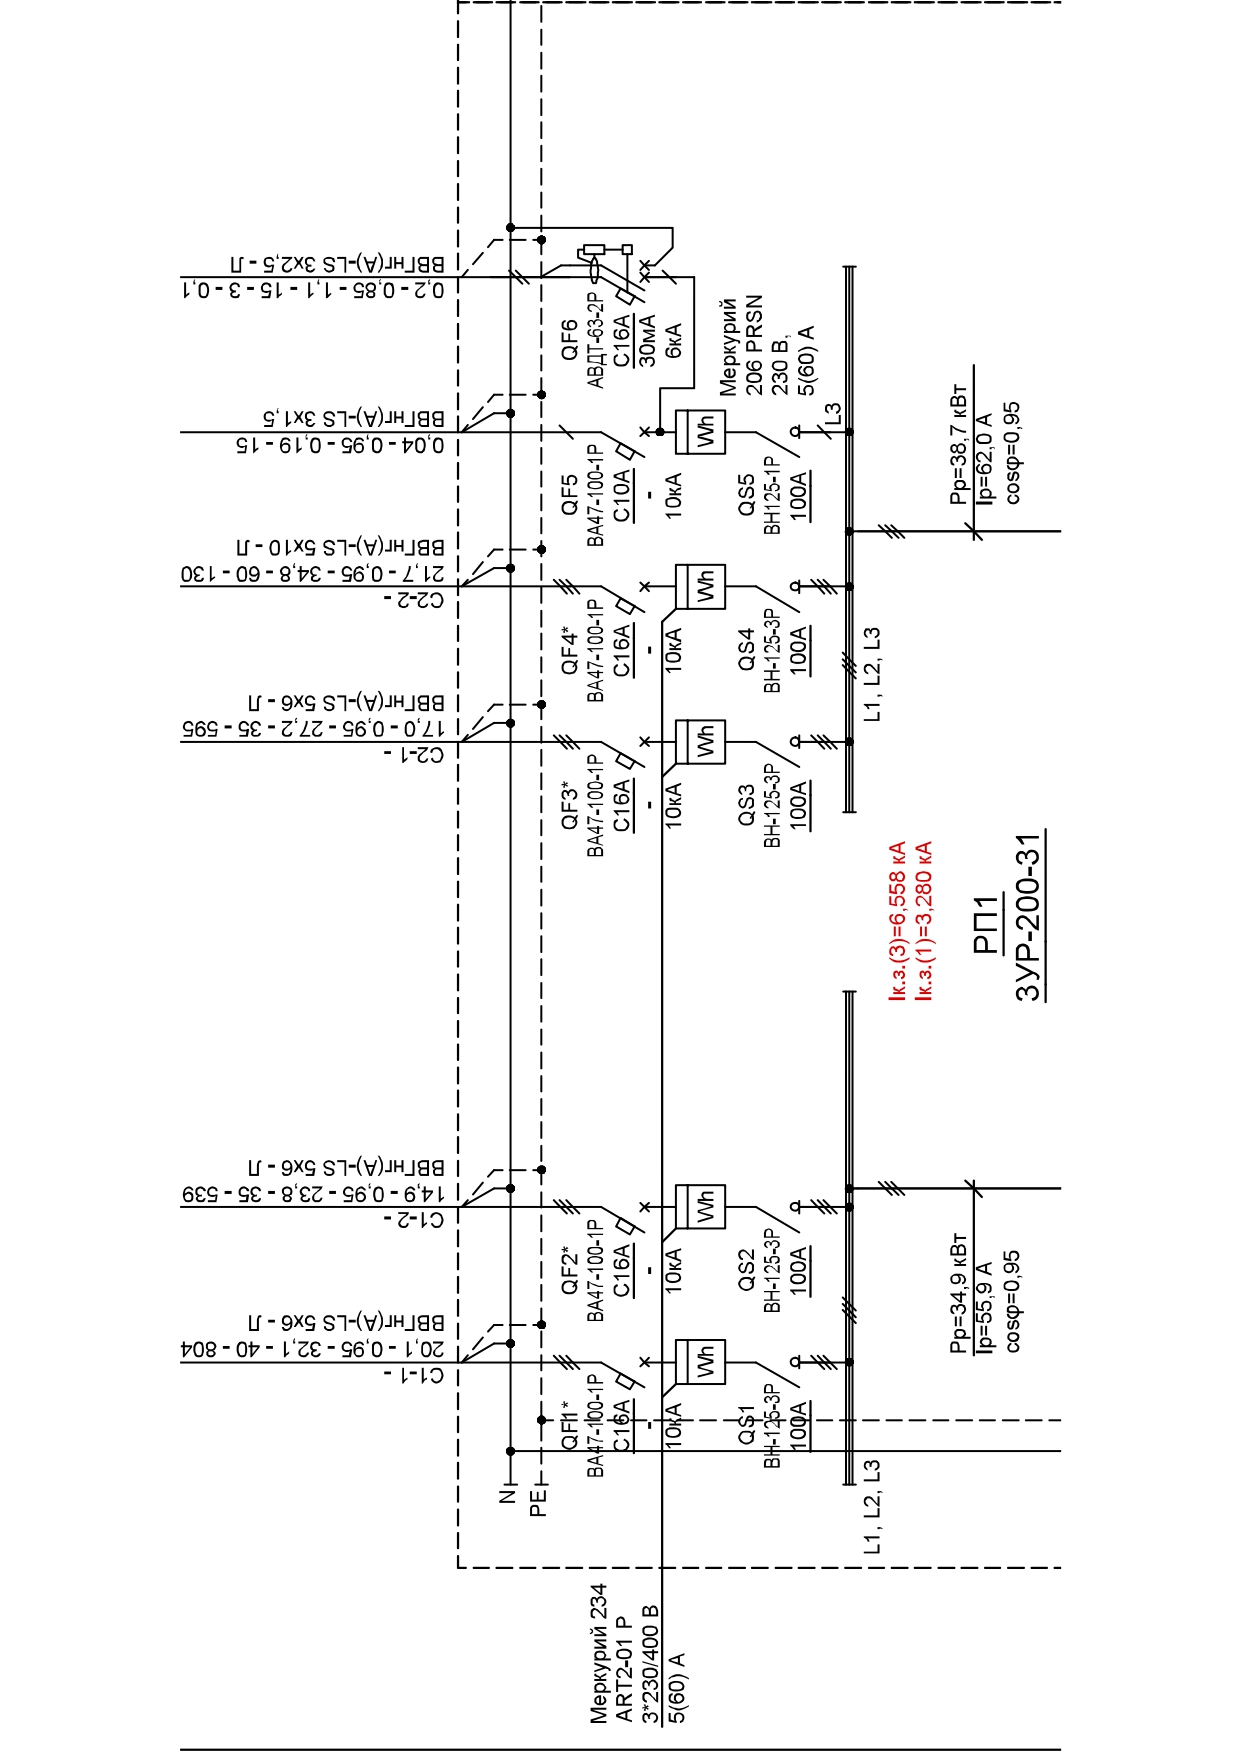 С1-1 -
20,1 - 0,95 - 32,1 - 40 - 804
ВВГнг(А)-LS 5x6 - Л
С1-2 -
14,9 - 0,95 - 23,8 - 35 - 539
ВВГнг(А)-LS 5x6 - Л
С2-1 -
17,0 - 0,95 - 27,2 - 35 - 595
ВВГнг(А)-LS 5x6 - Л
С2-2 -
21,7 - 0,95 - 34,8 - 60 - 130
ВВГнг(А)-LS 5x10 - Л
0,04 - 0,95 - 0,19 - 15
ВВГнг(А)-LS 3x1,5
0,2 - 0,85 - 1,1 - 15 - 3 - 0,1
ВВГнг(А)-LS 3x2,5 - Л
N
PE
QF1*
ВА47-100-1Р
С16А
-
10кА
QF2*
ВА47-100-1Р
С16А
-
10кА
QF3*
ВА47-100-1Р
С16А
-
10кА
QF4*
ВА47-100-1Р
С16А
-
10кА
QF5
ВА47-100-1Р
С10А
-
10кА
QF6
АВДТ-63-2Р
С16А
30мА
6кА
Меркурий 234
ART2-01 P
3*230/400 В
5(60) А
Wh
Wh
Wh
Wh
Wh
Меркурий
206 PRSN
230 В,
5(60) А
QS1
ВН-125-3Р
100А
QS2
ВН-125-3Р
100А
QS3
ВН-125-3Р
100А
QS4
ВН-125-3Р
100А
QS5
ВН125-1Р
100А
L3
L1, L2, L3
L1, L2, L3
Iк.з.(3)=6,558 кА
Iк.з.(1)=3,280 кА
Рр=34,9 кВт
Iр=55,9 А
cosφ=0,95
РП1
ЗУР-200-31
Рр=38,7 кВт
Iр=62,0 А
cosφ=0,95